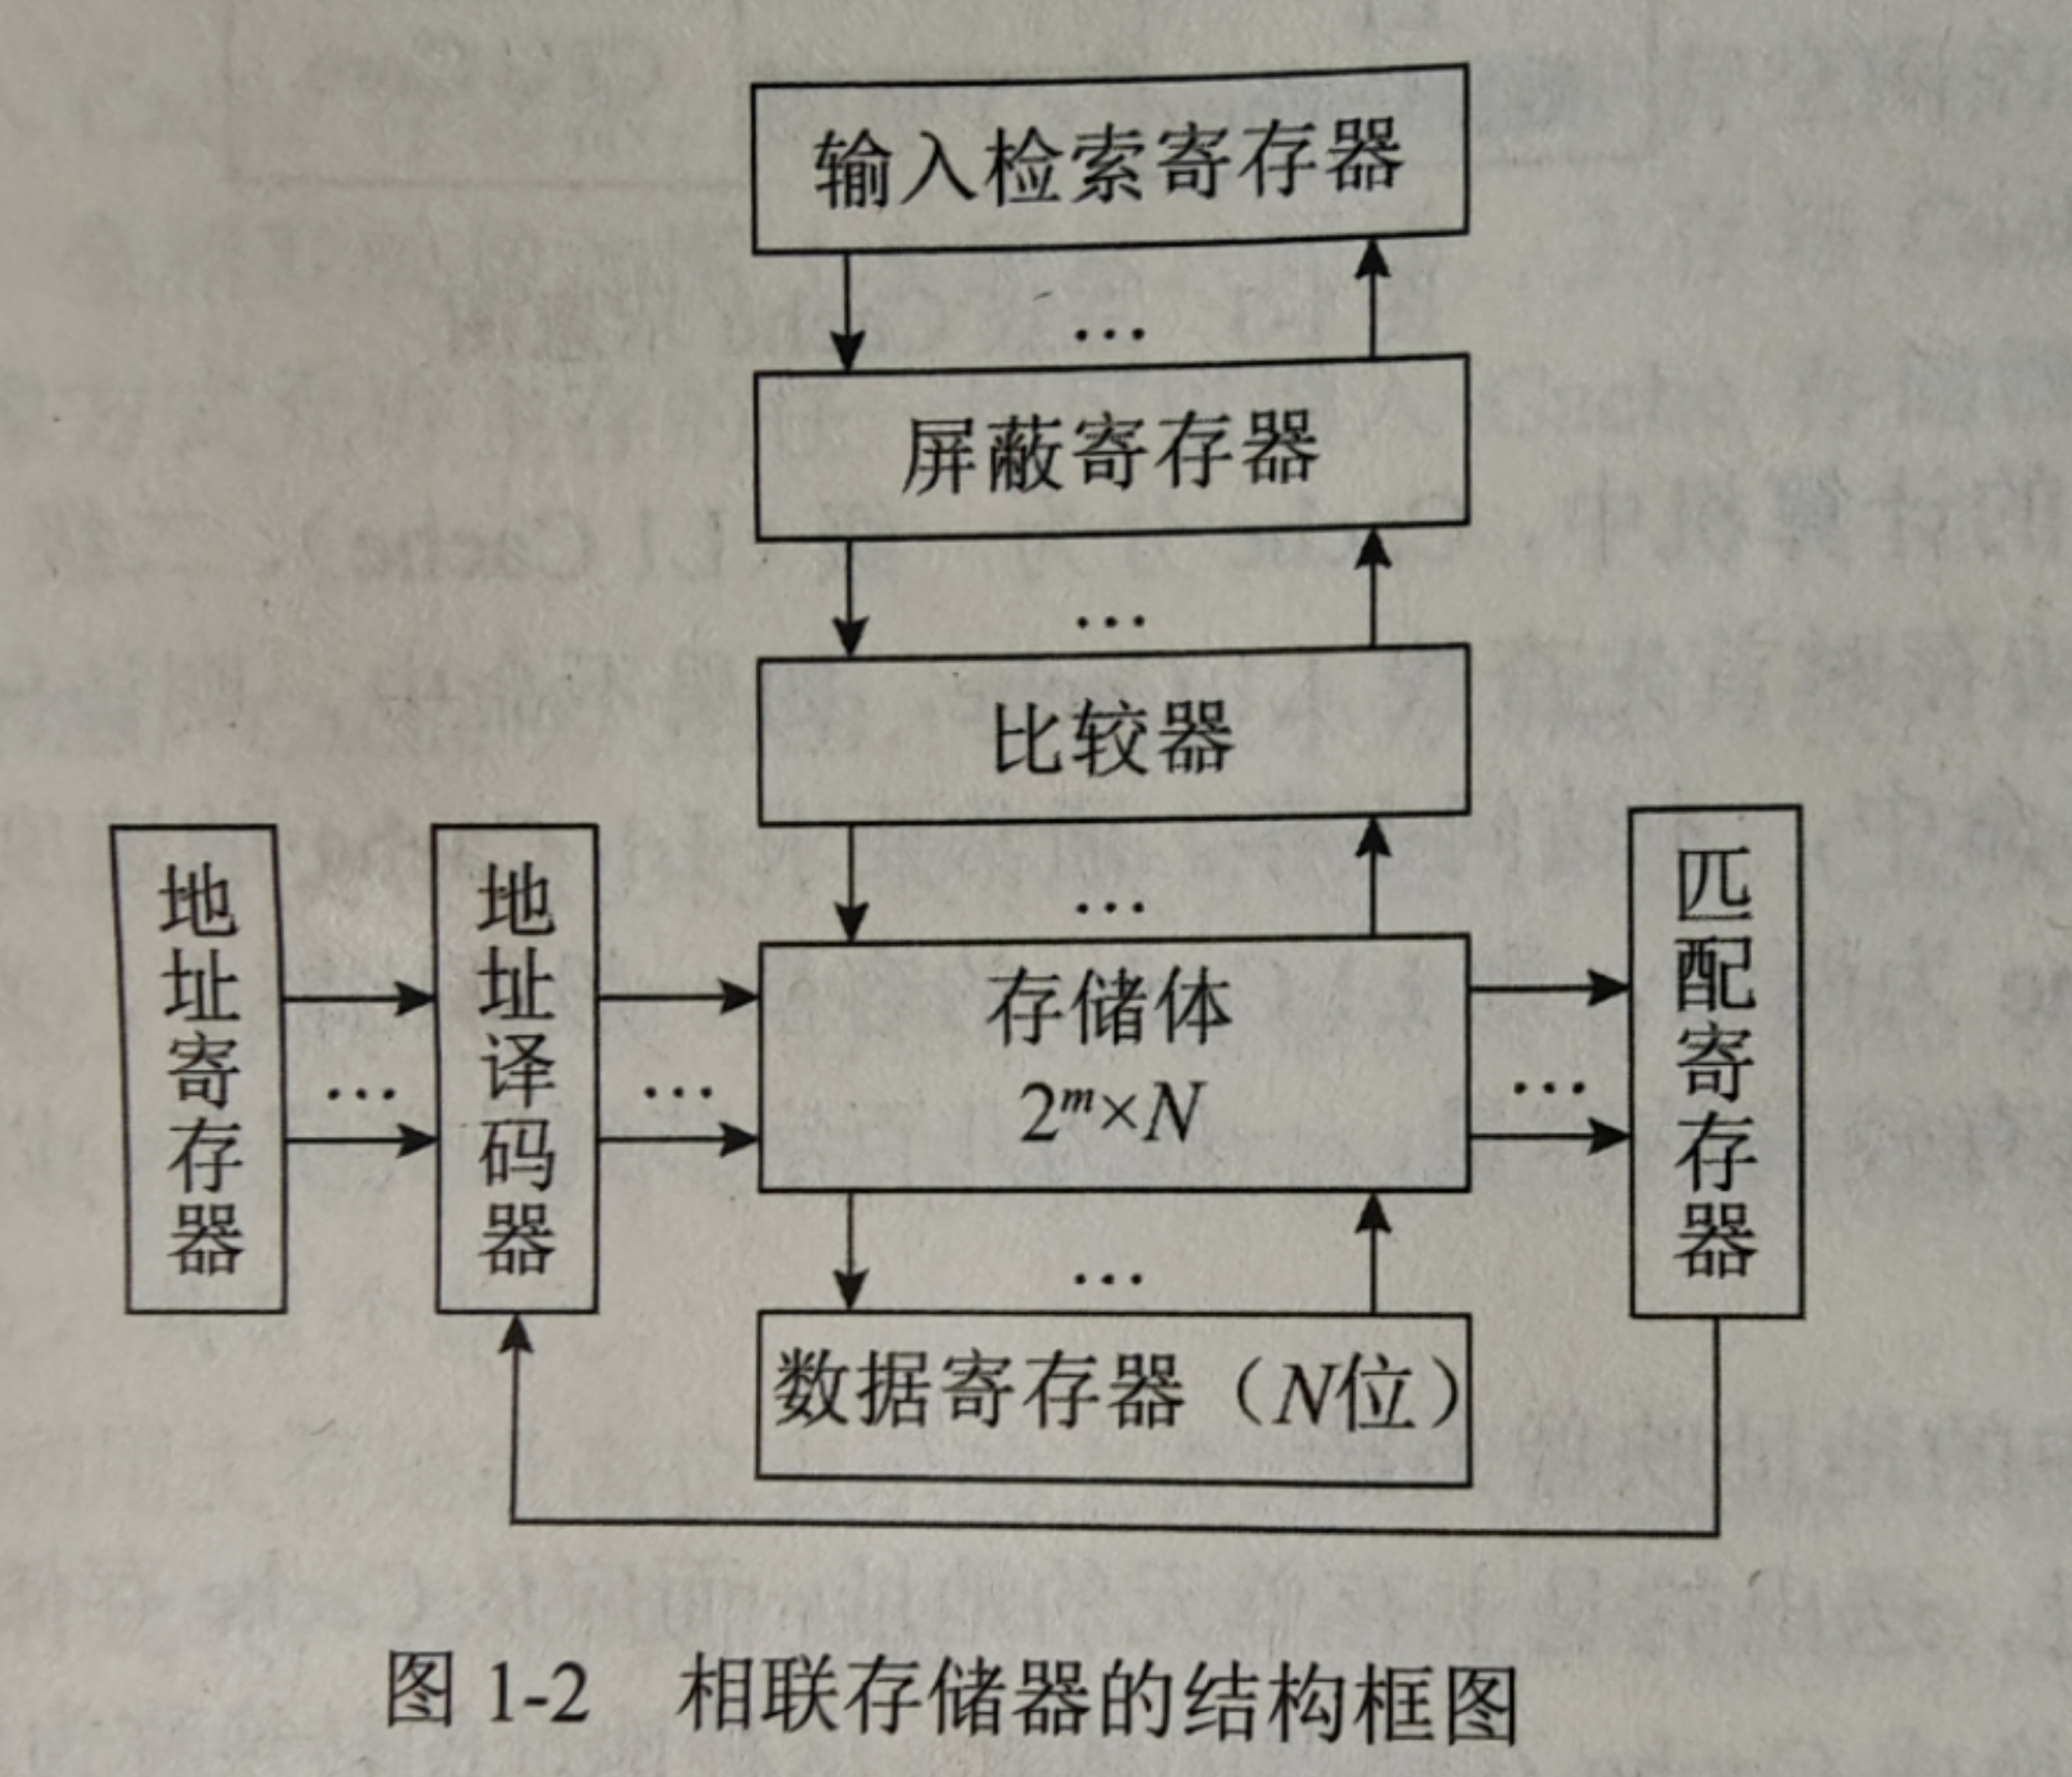 输入检索寄存器
…
屏蔽寄存器
…
比较器
…
地址寄存器
…
地址译码器
…
存储体
2ᵐ×N
…
匹配寄存器
…
数据寄存器（N位）
图 1-2　相联存储器的结构框图